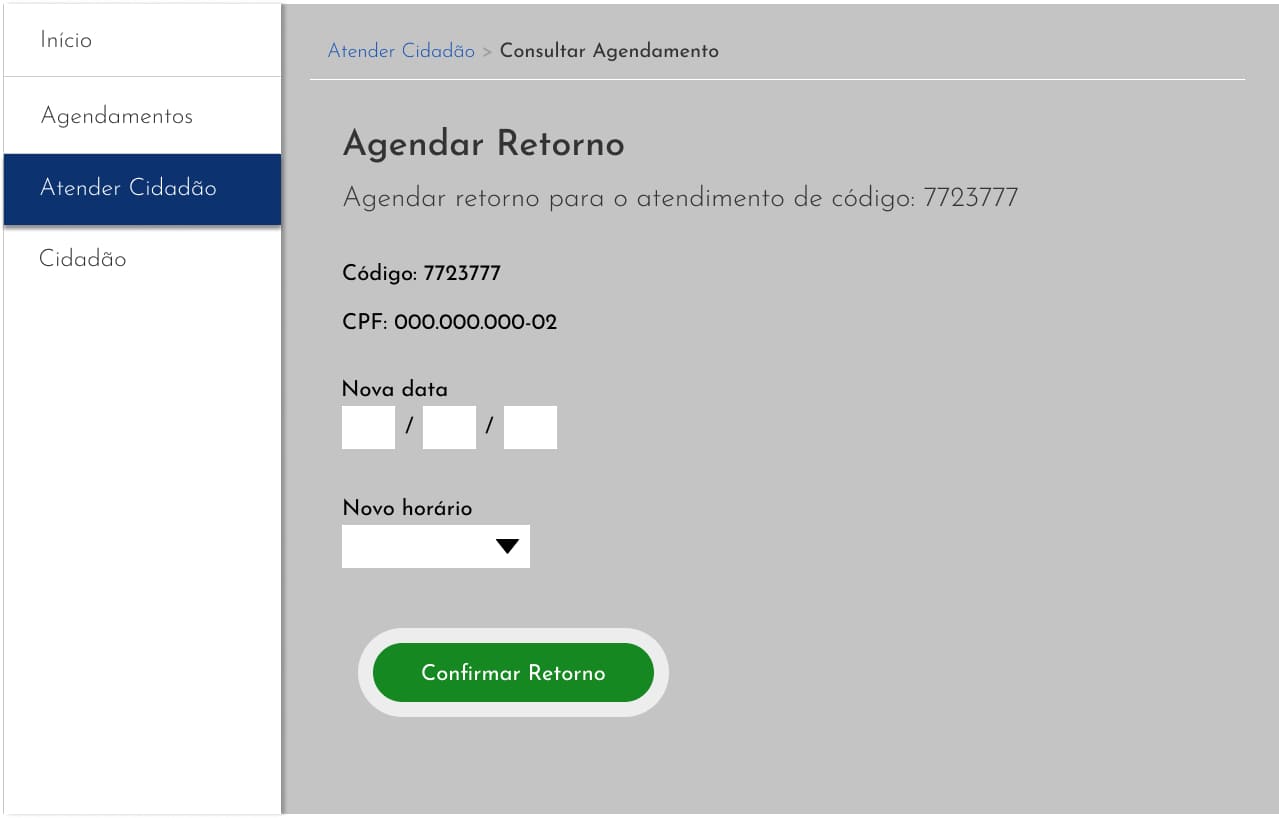 Início
Agendamentos
Atender Cidadão
Cidadão
Atender Cidadão > Consultar Agendamento
Agendar Retorno
Agendar retorno para o atendimento de código: 7723777
Código: 7723777
CPF: 000.000.000-02
Nova data
/ /
Novo horário
Confirmar Retorno